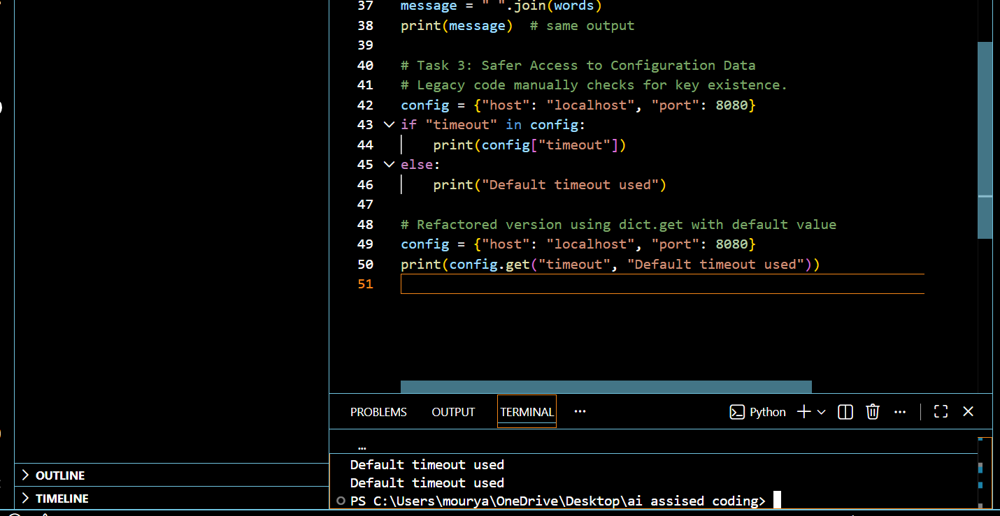 37 message = " ".join(words)
38 print(message)  # same output
39
40 # Task 3: Safer Access to Configuration Data
41 # Legacy code manually checks for key existence.
42 config = {"host": "localhost", "port": 8080}
43 if "timeout" in config:
44     print(config["timeout"])
45 else:
46     print("Default timeout used")
47
48 # Refactored version using dict.get with default value
49 config = {"host": "localhost", "port": 8080}
50 print(config.get("timeout", "Default timeout used"))
51
PROBLEMS OUTPUT TERMINAL ... Python
...
Default timeout used
Default timeout used
PS C:\Users\mourya\OneDrive\Desktop\ai assised coding>
OUTLINE
TIMELINE